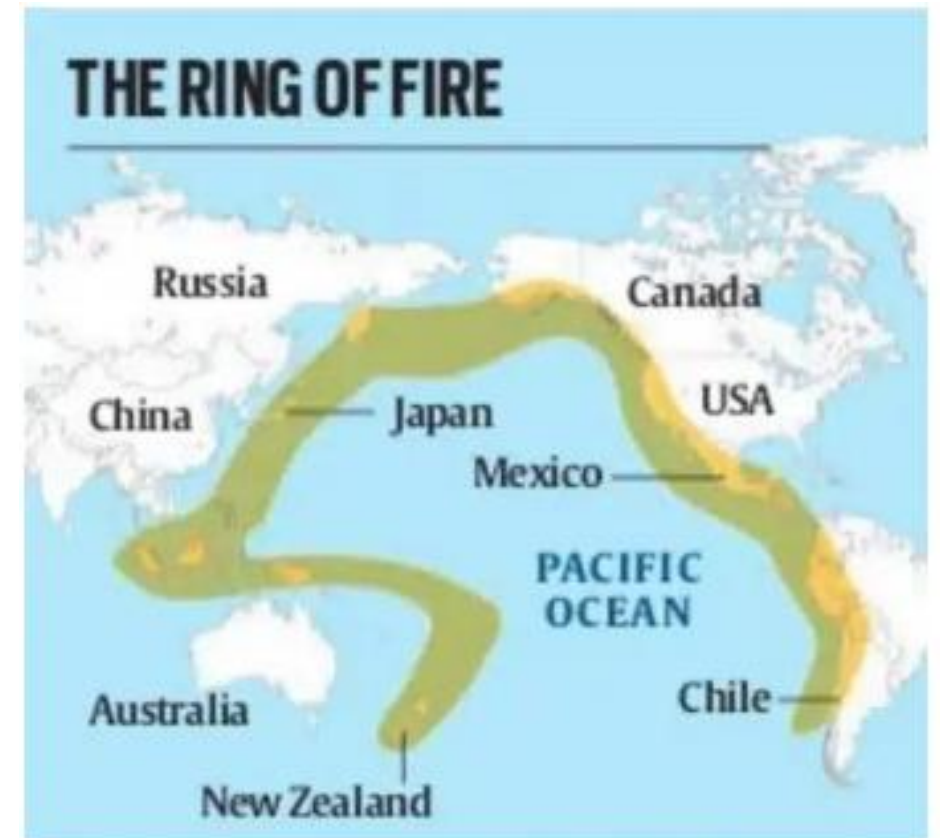 THE RING OF FIRE
Russia
Canada
China
Japan
USA
Mexico
PACIFIC
OCEAN
Chile
Australia
New Zealand